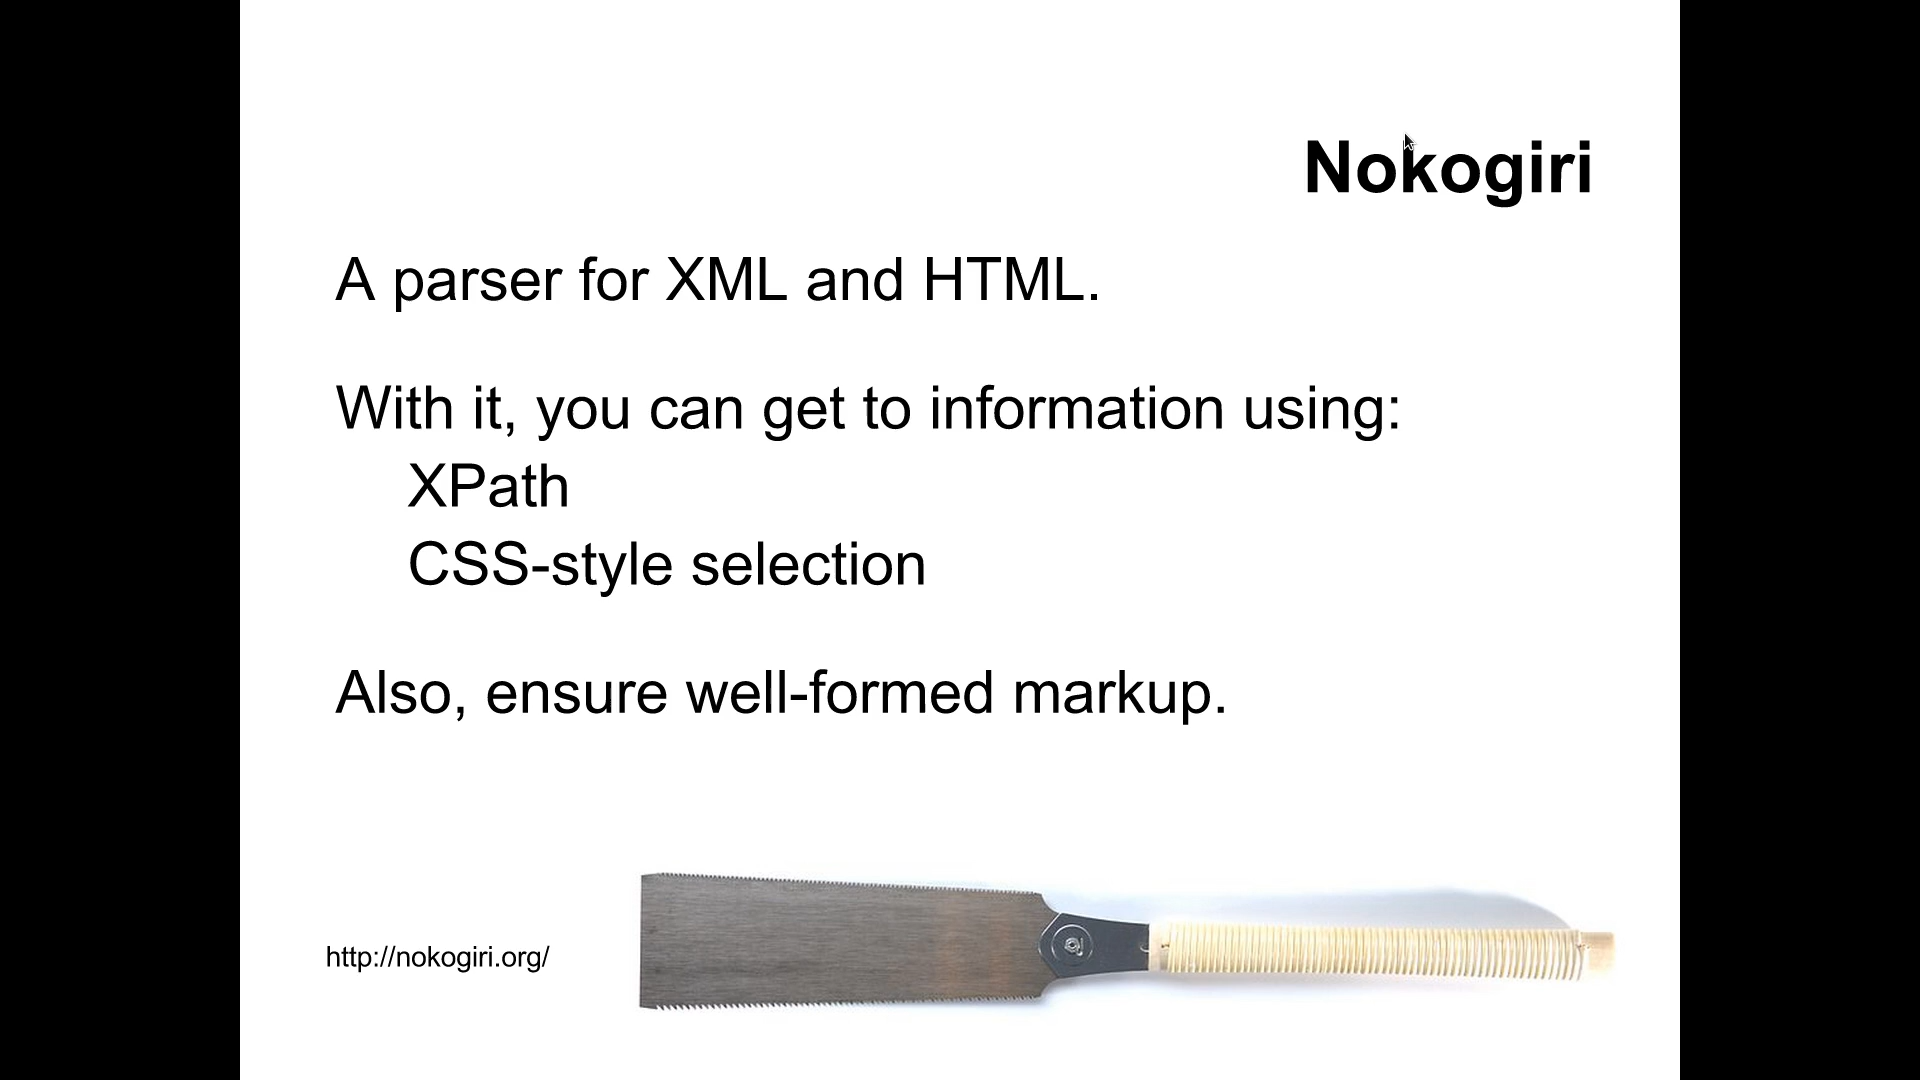 Nokogiri
A parser for XML and HTML.
With it, you can get to information using:
XPath
CSS-style selection
Also, ensure well-formed markup.
http://nokogiri.org/